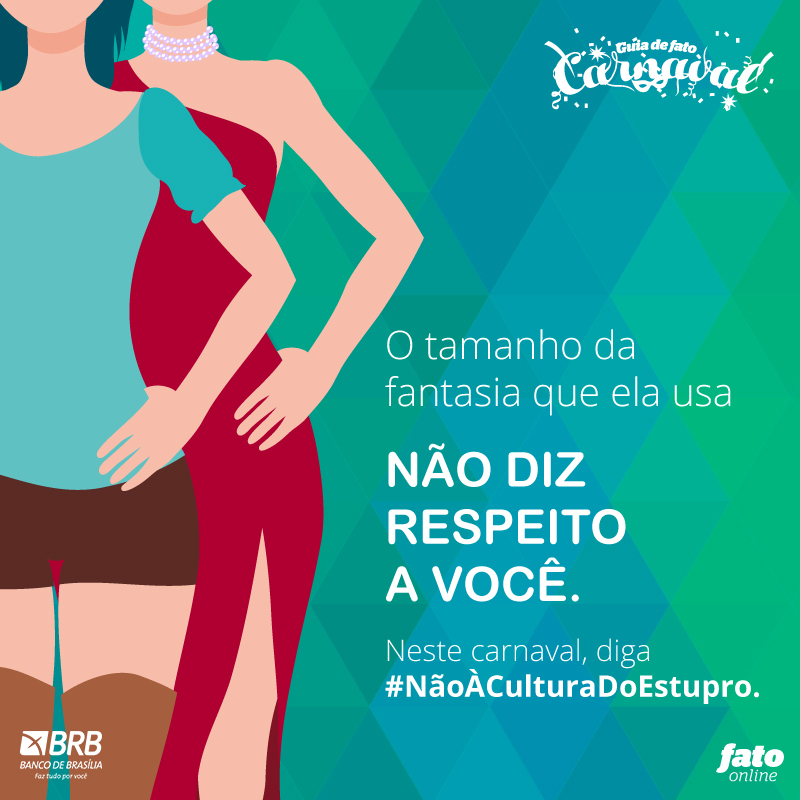 Guia de fato
Carnaval
O tamanho da
fantasia que ela usa
NÃO DIZ
RESPEITO
A VOCÊ.
Neste carnaval, diga
#NãoÀCulturaDoEstupro.
BRB
BANCO DE BRASÍLIA
Faz tudo por você
fato
online